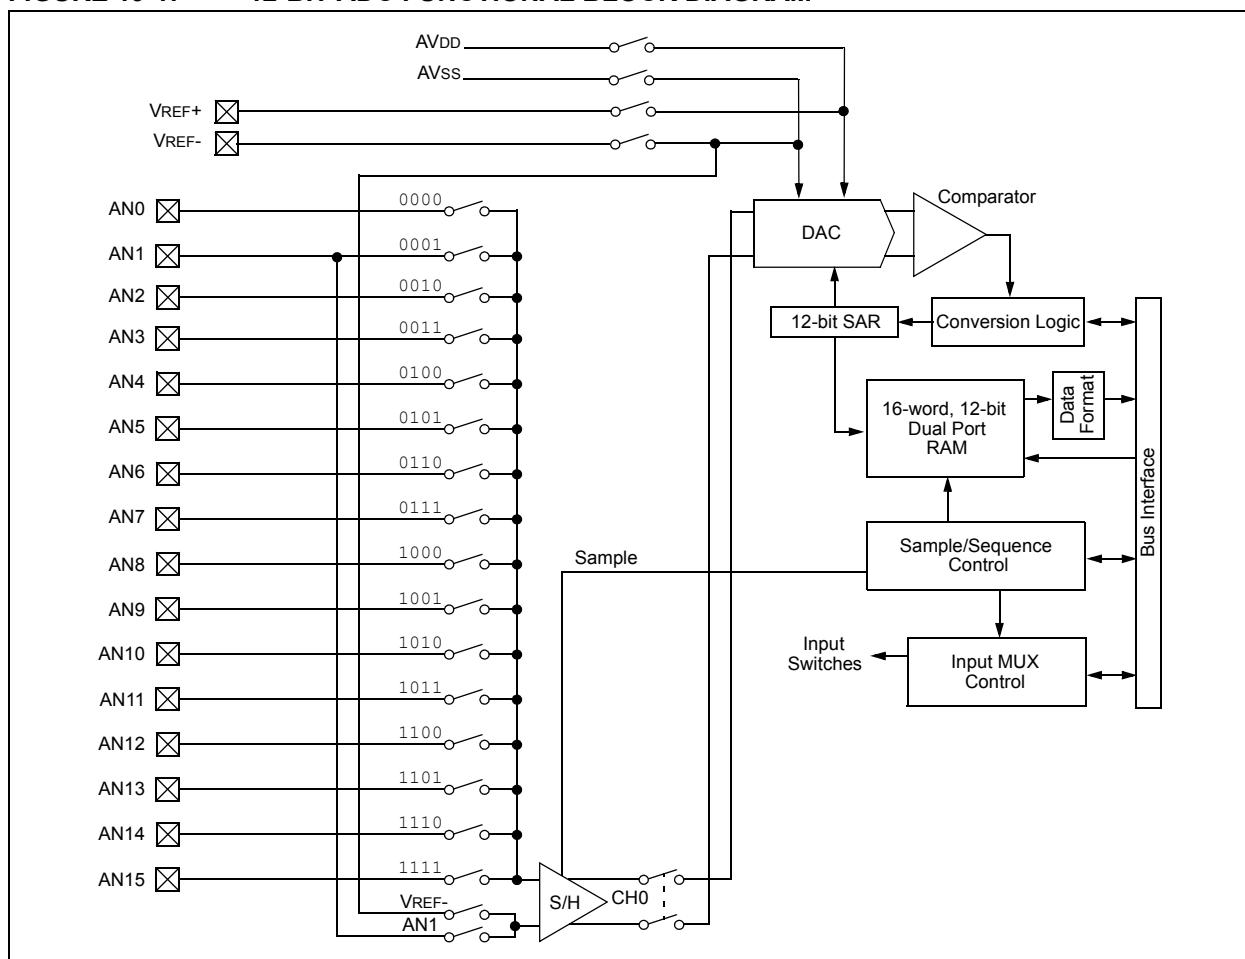 AVDD
AVSS
VREF+
VREF-
AN0 0000
AN1 0001
AN2 0010
AN3 0011
AN4 0100
AN5 0101
AN6 0110
AN7 0111
AN8 1000
AN9 1001
AN10 1010
AN11 1011
AN12 1100
AN13 1101
AN14 1110
AN15 1111
VREF-
AN1
S/H
CH0
Sample
DAC
Comparator
12-bit SAR
Conversion Logic
16-word, 12-bit
Dual Port
RAM
Data
Format
Bus Interface
Sample/Sequence
Control
Input
Switches
Input MUX
Control